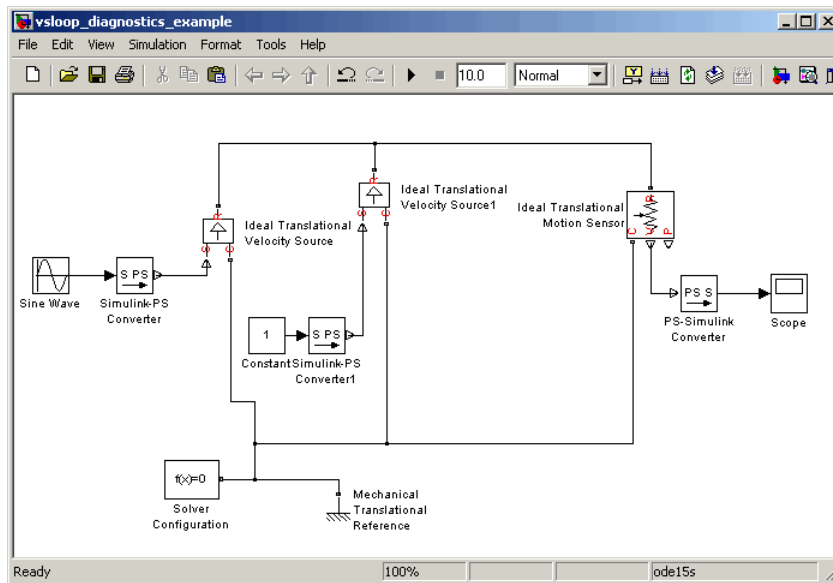 vsloop_diagnostics_example
File Edit View Simulation Format Tools Help
10.0 Normal
R
S
C
Ideal Translational
Velocity Source
R
S
C
Ideal Translational
Velocity Source1
Ideal Translational
Motion Sensor
R
C
V
P
Sine Wave
S PS
Simulink-PS
Converter
1
Constant
S PS
Simulink-PS
Converter1
PS S
PS-Simulink
Converter
Scope
f(x)=0
Solver
Configuration
Mechanical
Translational
Reference
Ready 100% ode15s